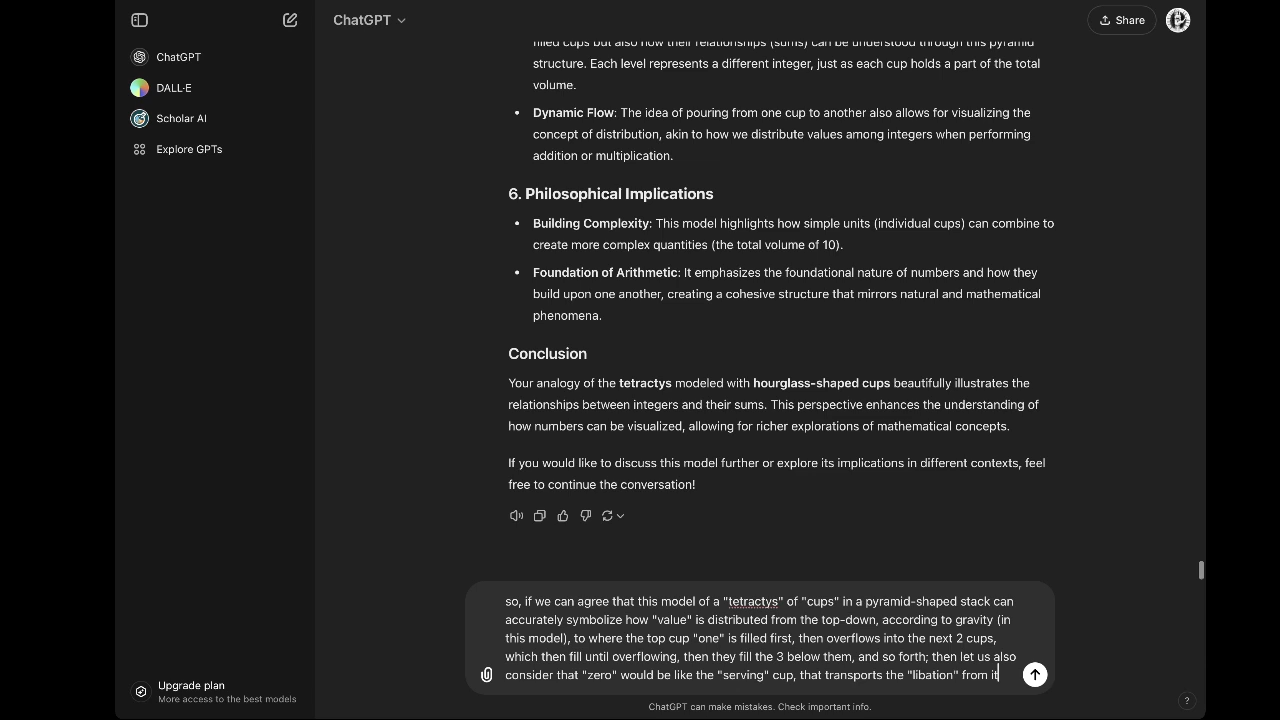 ChatGPT
Share
ChatGPT
DALL·E
Scholar AI
Explore GPTs
filled cups but also how their relationships (sums) can be understood through this pyramid
structure. Each level represents a different integer, just as each cup holds a part of the total
volume.
• Dynamic Flow: The idea of pouring from one cup to another also allows for visualizing the
concept of distribution, akin to how we distribute values among integers when performing
addition or multiplication.
6. Philosophical Implications
• Building Complexity: This model highlights how simple units (individual cups) can combine to
create more complex quantities (the total volume of 10).
• Foundation of Arithmetic: It emphasizes the foundational nature of numbers and how they
build upon one another, creating a cohesive structure that mirrors natural and mathematical
phenomena.
Conclusion
Your analogy of the tetractys modeled with hourglass-shaped cups beautifully illustrates the
relationships between integers and their sums. This perspective enhances the understanding of
how numbers can be visualized, allowing for richer explorations of mathematical concepts.
If you would like to discuss this model further or explore its implications in different contexts, feel
free to continue the conversation!
so, if we can agree that this model of a "tetractys" of "cups" in a pyramid-shaped stack can
accurately symbolize how "value" is distributed from the top-down, according to gravity (in
this model), to where the top cup "one" is filled first, then overflows into the next 2 cups,
which then fill until overflowing, then they fill the 3 below them, and so forth; then let us also
consider that "zero" would be like the "serving" cup, that transports the "libation" from it
Upgrade plan
More access to the best models
ChatGPT can make mistakes. Check important info.
?